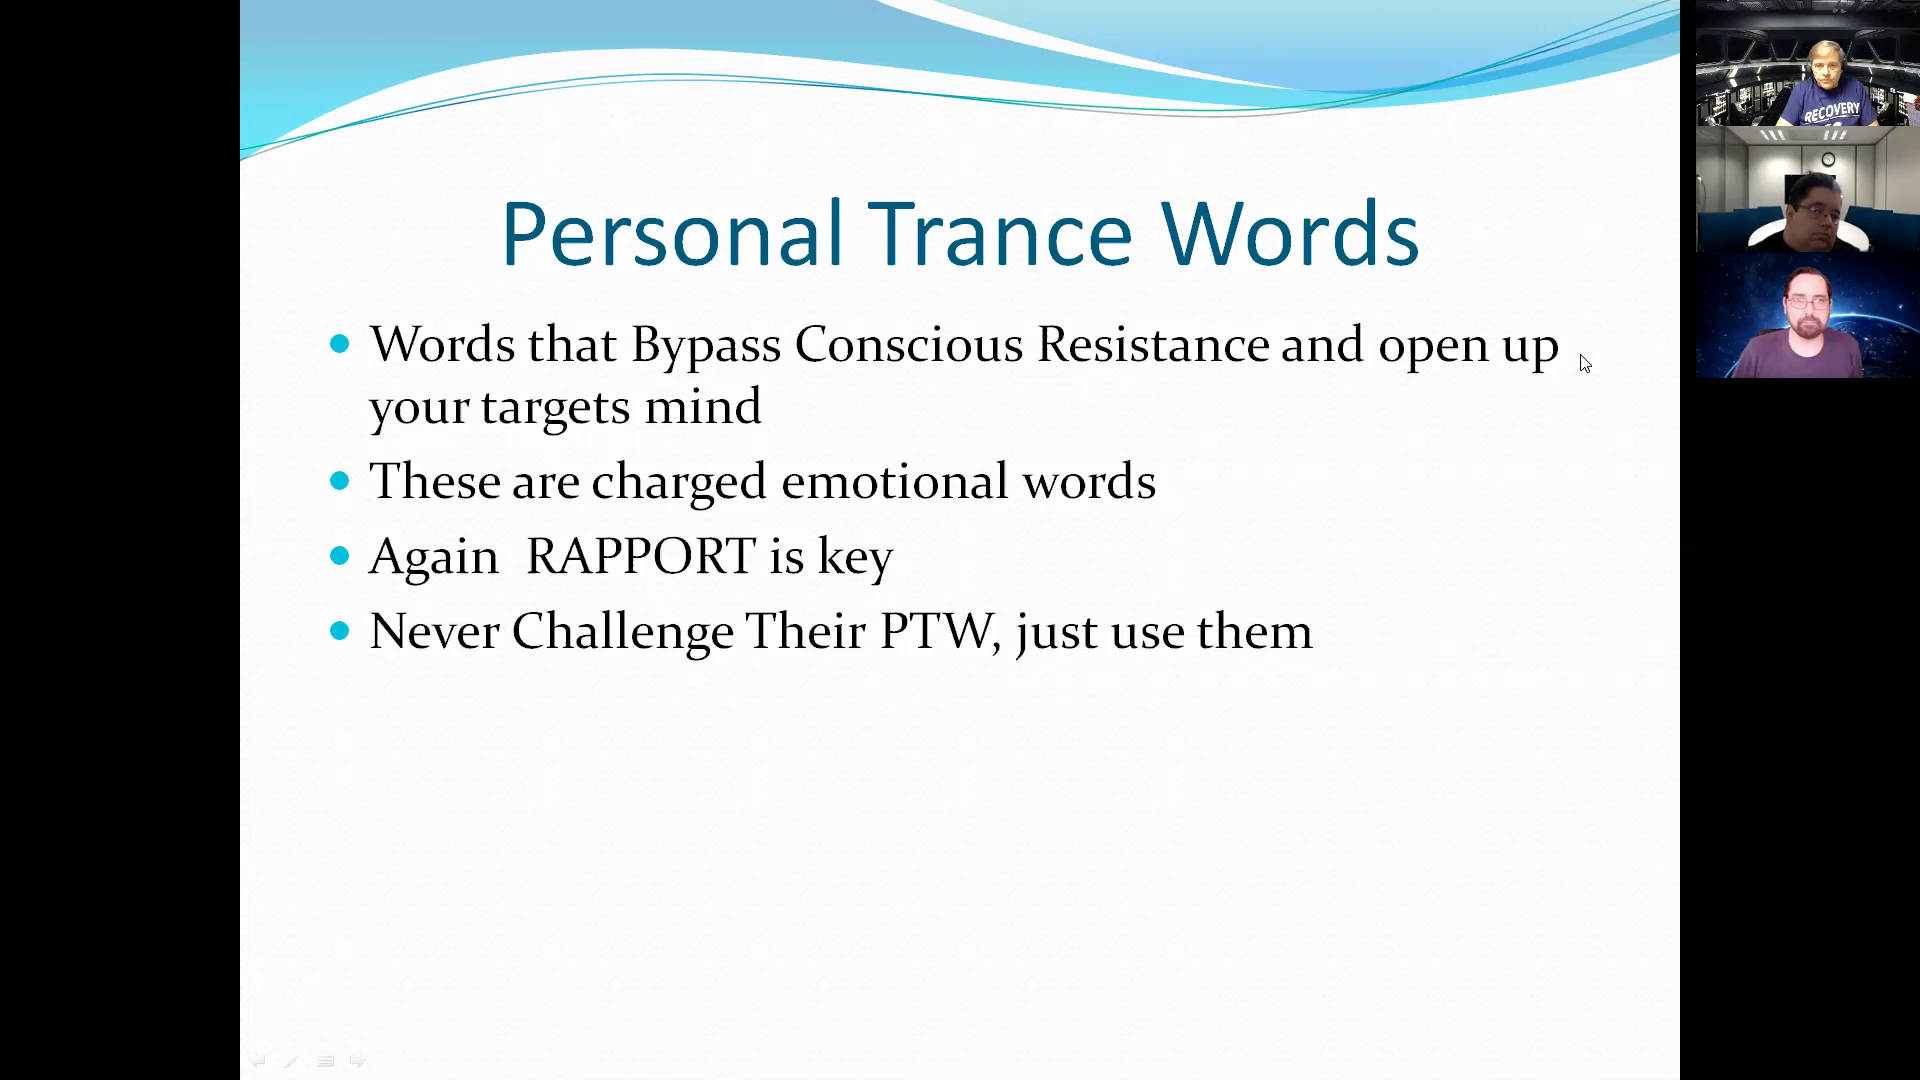 Personal Trance Words
Words that Bypass Conscious Resistance and open up
your targets mind
These are charged emotional words
Again RAPPORT is key
Never Challenge Their PTW, just use them
RECOVERY